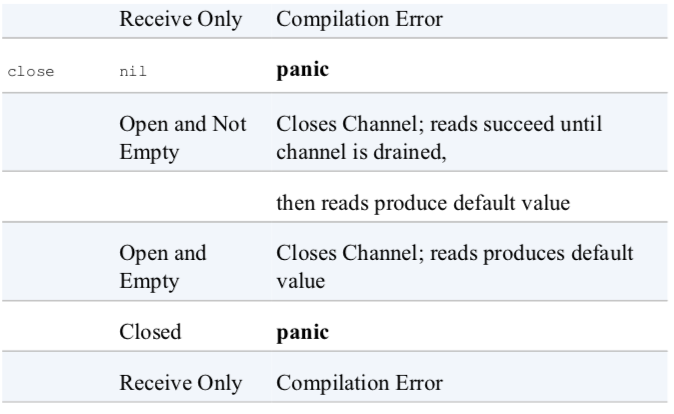 Receive Only Compilation Error
close nil panic
Open and Not Closes Channel; reads succeed until
Empty channel is drained,
then reads produce default value
Open and Closes Channel; reads produces default
Empty value
Closed panic
Receive Only Compilation Error